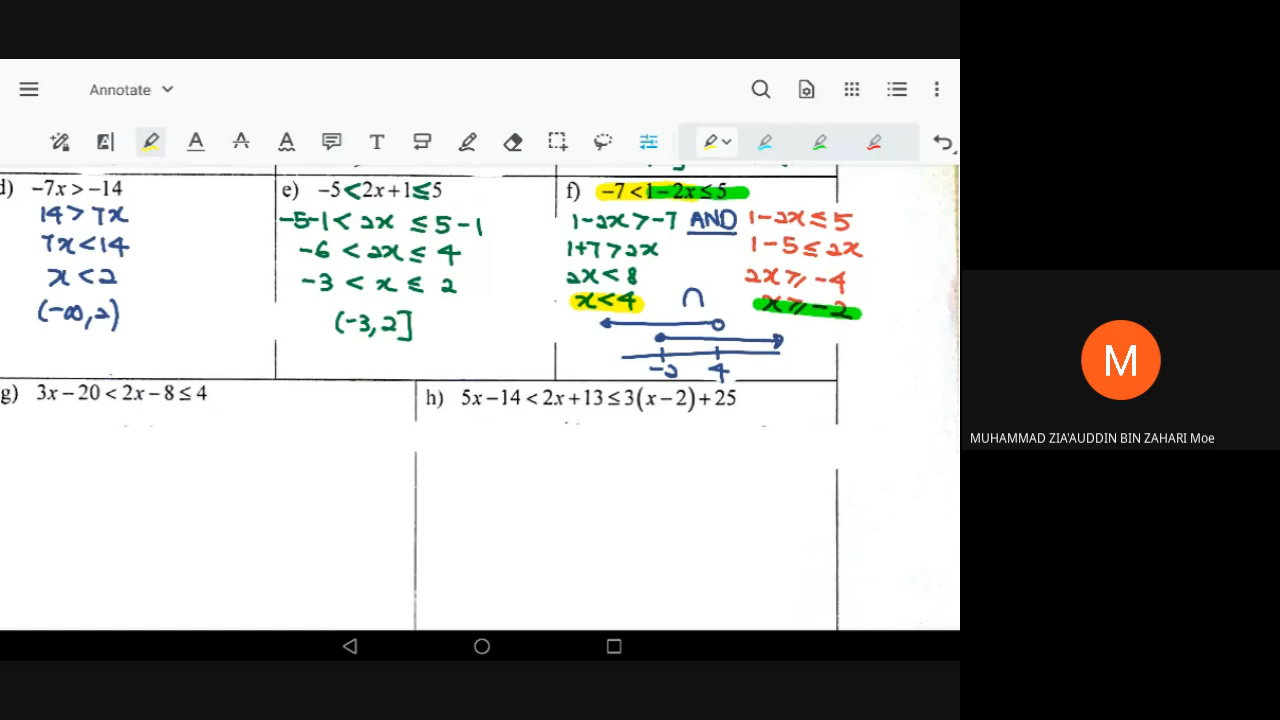 Annotate
d) −7x > −14
14 > 7x
7x < 14
x < 2
(−∞, 2)
e) −5 < 2x + 1 ≤ 5
−5−1 < 2x ≤ 5−1
−6 < 2x ≤ 4
−3 < x ≤ 2
(−3, 2]
f) −7 < 1 − 2x ≤ 5
1−2x > −7 AND 1−2x ≤ 5
1+7 > 2x 1−5 ≤ 2x
2x < 8 2x ≥ −4
x < 4 ∩ x ≥ −2
−2 4
g) 3x − 20 < 2x − 8 ≤ 4
h) 5x − 14 < 2x + 13 ≤ 3(x − 2) + 25
M
MUHAMMAD ZIA'AUDDIN BIN ZAHARI Moe